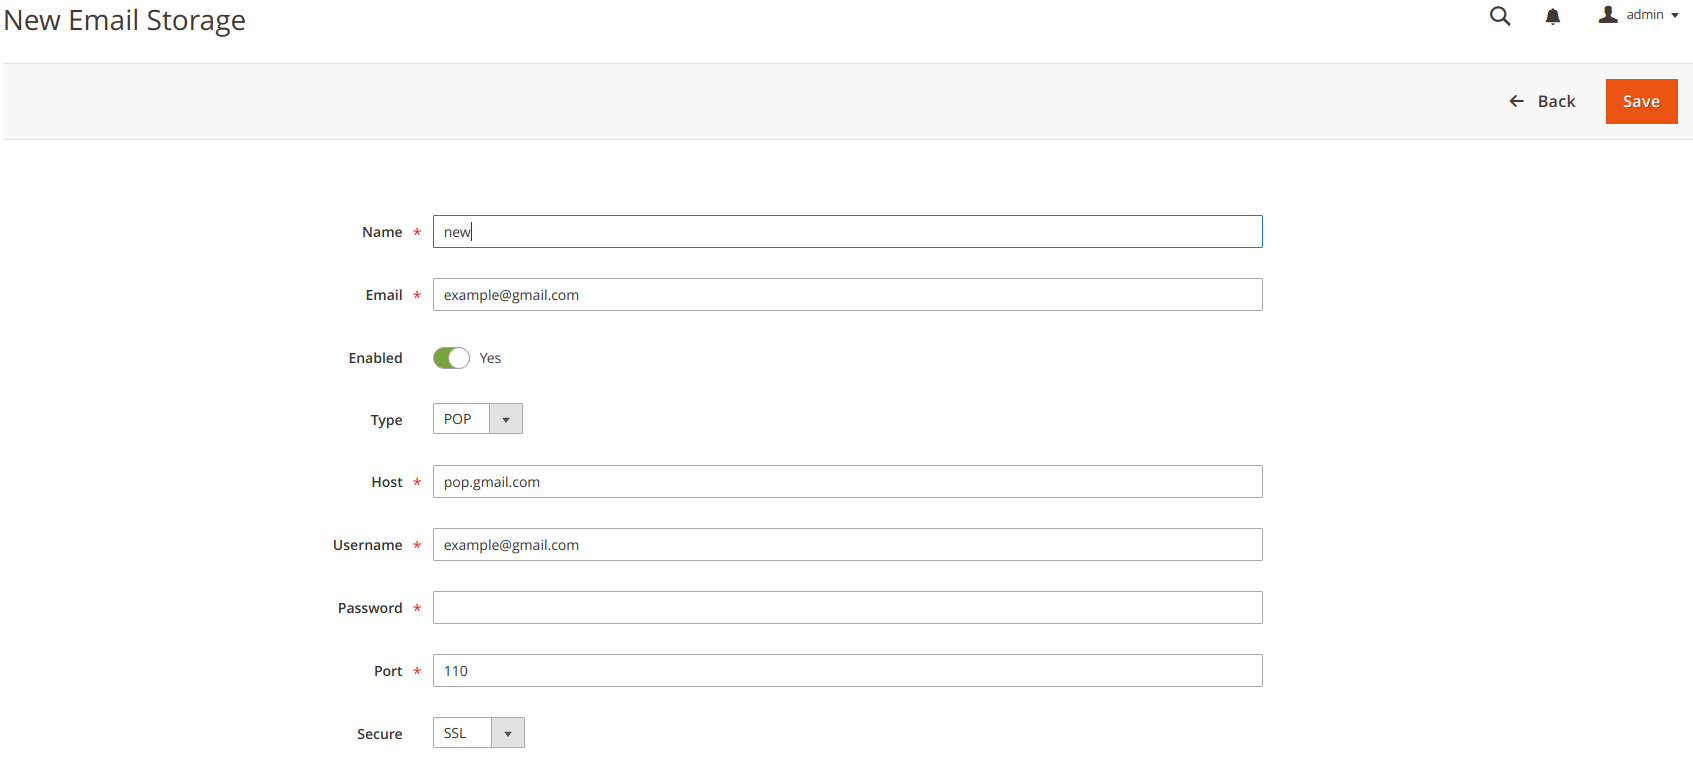 New Email Storage
admin
Back
Save
Name * new
Email * example@gmail.com
Enabled Yes
Type POP
Host * pop.gmail.com
Username * example@gmail.com
Password *
Port * 110
Secure SSL